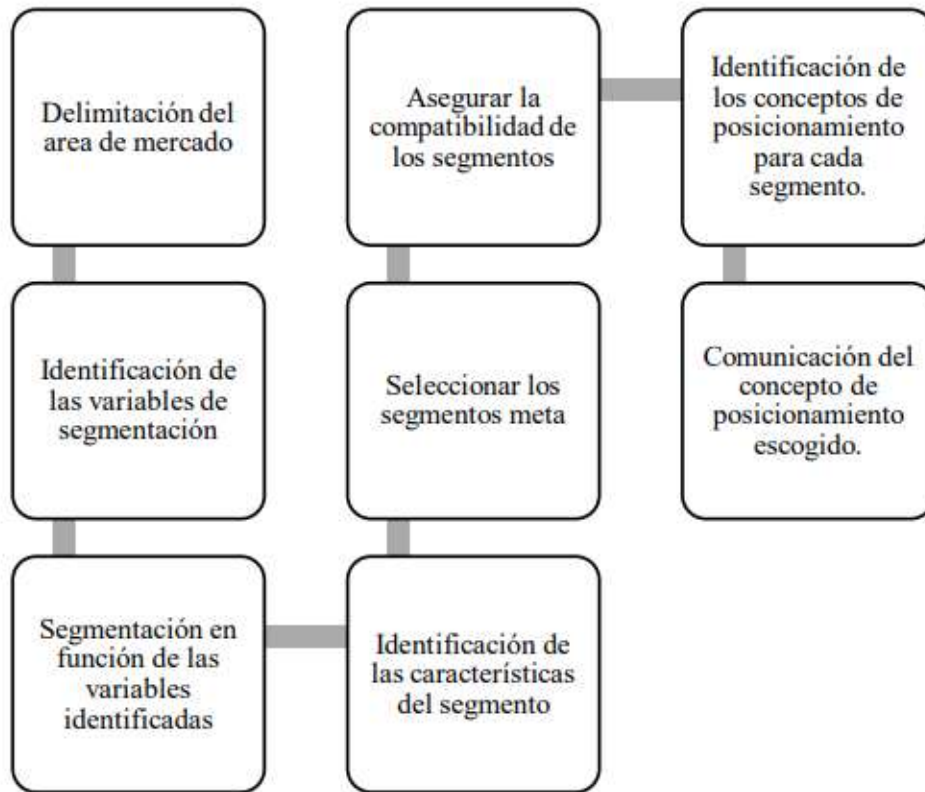 Delimitación del
area de mercado
Identificación de
las variables de
segmentación
Segmentación en
función de las
variables
identificadas
Identificación de
las características
del segmento
Seleccionar los
segmentos meta
Asegurar la
compatibilidad de
los segmentos
Identificación de
los conceptos de
posicionamiento
para cada
segmento.
Comunicación del
concepto de
posicionamiento
escogido.